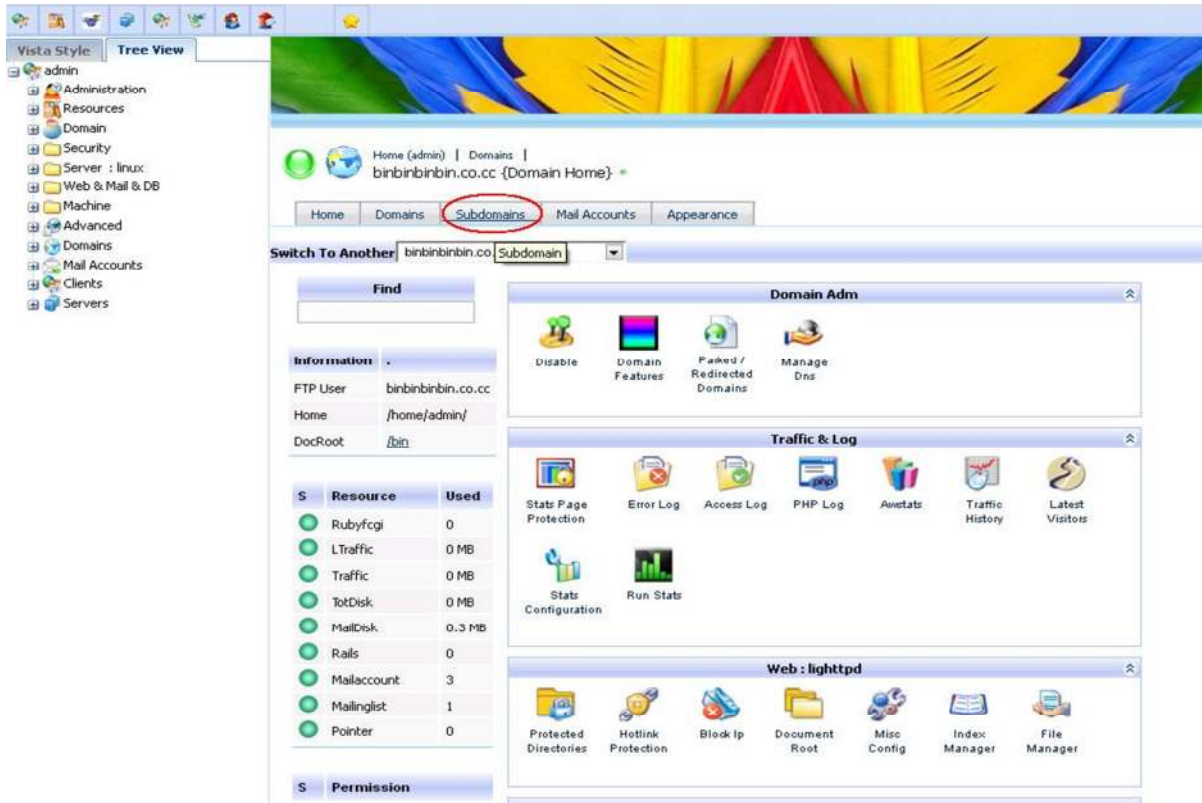 Vista Style Tree View
admin
Administration
Resources
Domain
Security
Server : linux
Web & Mail & DB
Machine
Advanced
Domains
Mail Accounts
Clients
Servers
Home (admin) | Domains |
binbinbinbin.co.cc {Domain Home}
Home Domains Subdomains Mail Accounts Appearance
Switch To Another binbinbinbin.co. Subdomain
Find
Information .
FTP User binbinbinbin.co.cc
Home /home/admin/
DocRoot /bin
S Resource Used
Rubyfcgi 0
LTraffic 0 MB
Traffic 0 MB
TotDisk 0 MB
MailDisk 0.3 MB
Rails 0
Mailaccount 3
Mailinglist 1
Pointer 0
S Permission
Domain Adm
Disable
Domain
Features
Parked /
Redirected
Domains
Manage
Dns
Traffic & Log
Stats Page
Protection
Error Log
Access Log
php
PHP Log
Awstats
Traffic
History
Latest
Visitors
Stats
Configuration
Run Stats
Web : lighttpd
Protected
Directories
Hotlink
Protection
Block Ip
Document
Root
Misc
Config
Index
Manager
File
Manager